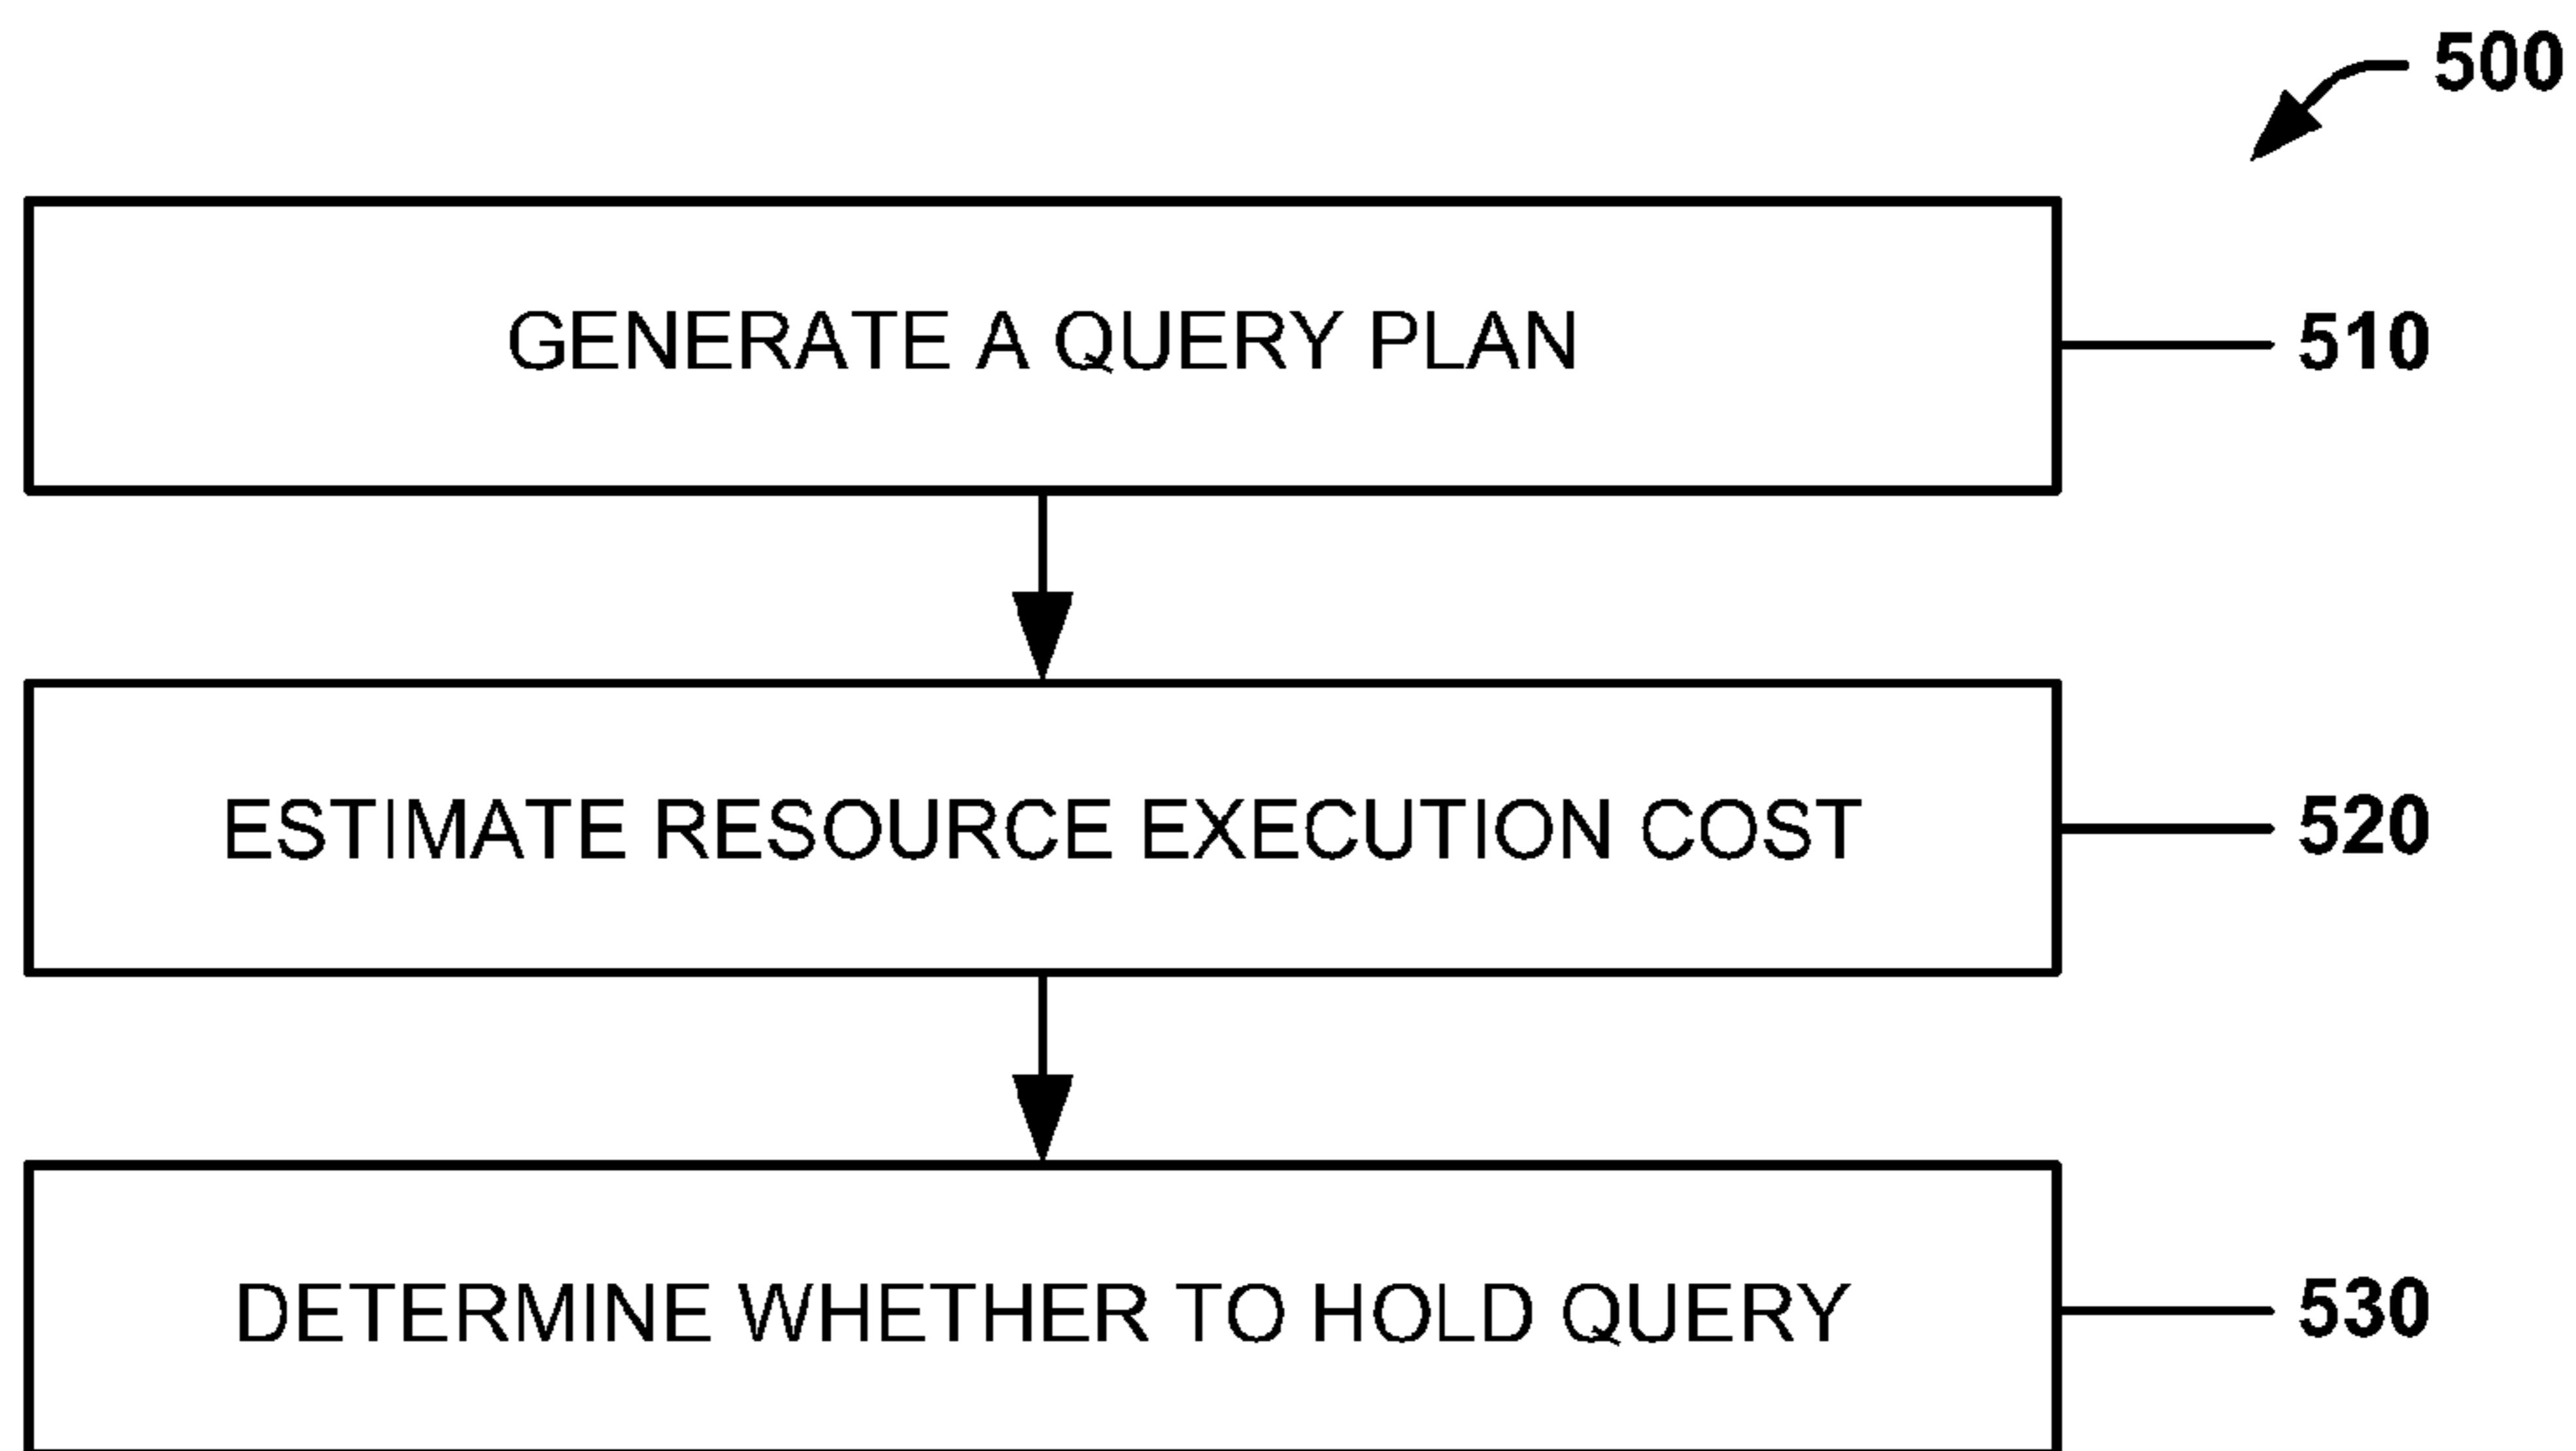 500
GENERATE A QUERY PLAN
510
ESTIMATE RESOURCE EXECUTION COST
520
DETERMINE WHETHER TO HOLD QUERY
530